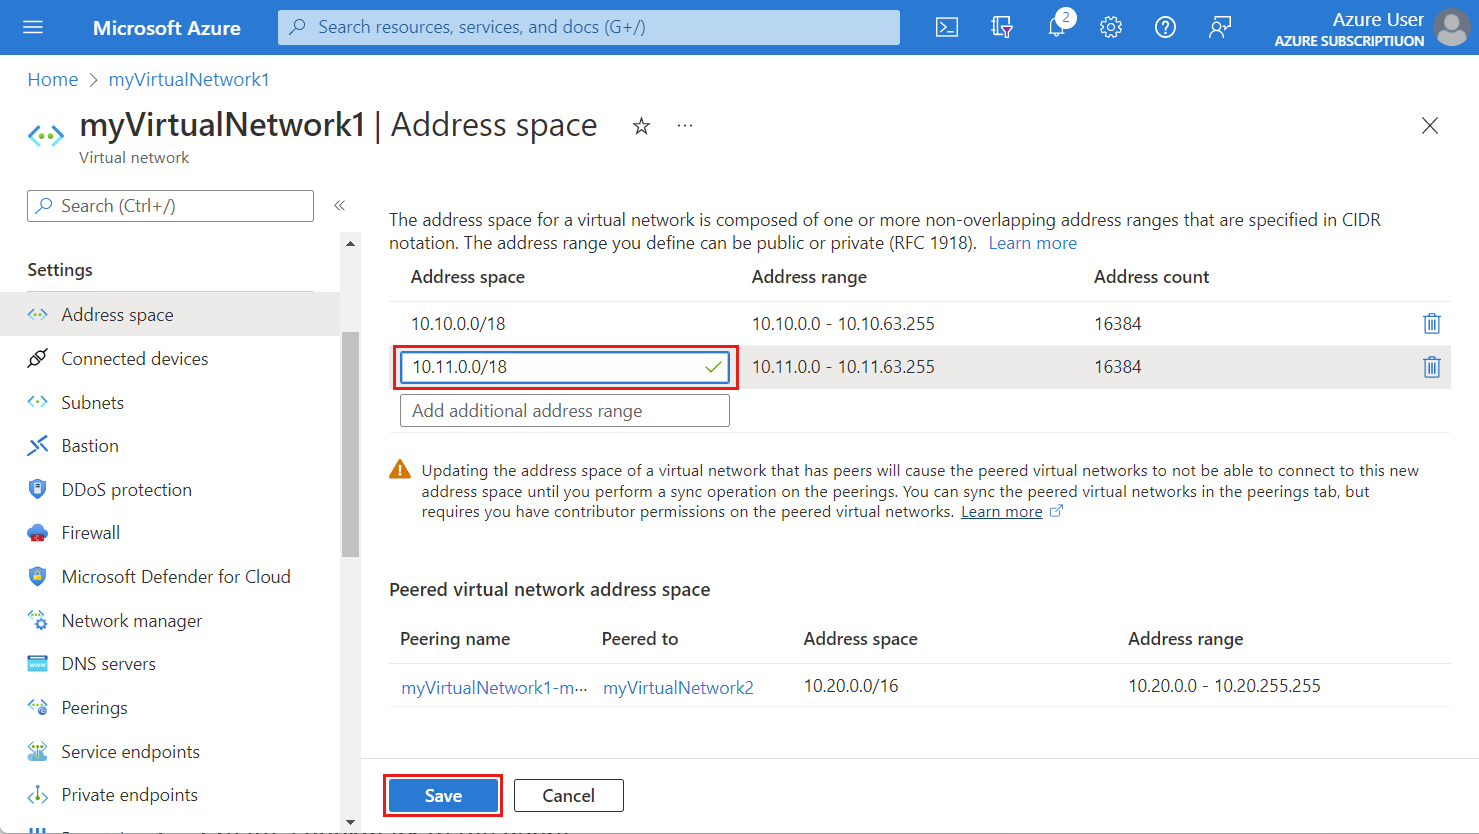 Microsoft Azure
Search resources, services, and docs (G+/)
2
Azure User
AZURE SUBSCRIPTIUON
Home > myVirtualNetwork1
myVirtualNetwork1 | Address space
Virtual network
Search (Ctrl+/)
Settings
Address space
Connected devices
Subnets
Bastion
DDoS protection
Firewall
Microsoft Defender for Cloud
Network manager
DNS servers
Peerings
Service endpoints
Private endpoints
The address space for a virtual network is composed of one or more non-overlapping address ranges that are specified in CIDR
notation. The address range you define can be public or private (RFC 1918). Learn more
Address space Address range Address count
10.10.0.0/18 10.10.0.0 - 10.10.63.255 16384
10.11.0.0/18 10.11.0.0 - 10.11.63.255 16384
Add additional address range
Updating the address space of a virtual network that has peers will cause the peered virtual networks to not be able to connect to this new
address space until you perform a sync operation on the peerings. You can sync the peered virtual networks in the peerings tab, but
requires you have contributor permissions on the peered virtual networks. Learn more
Peered virtual network address space
Peering name Peered to Address space Address range
myVirtualNetwork1-m... myVirtualNetwork2 10.20.0.0/16 10.20.0.0 - 10.20.255.255
Save Cancel